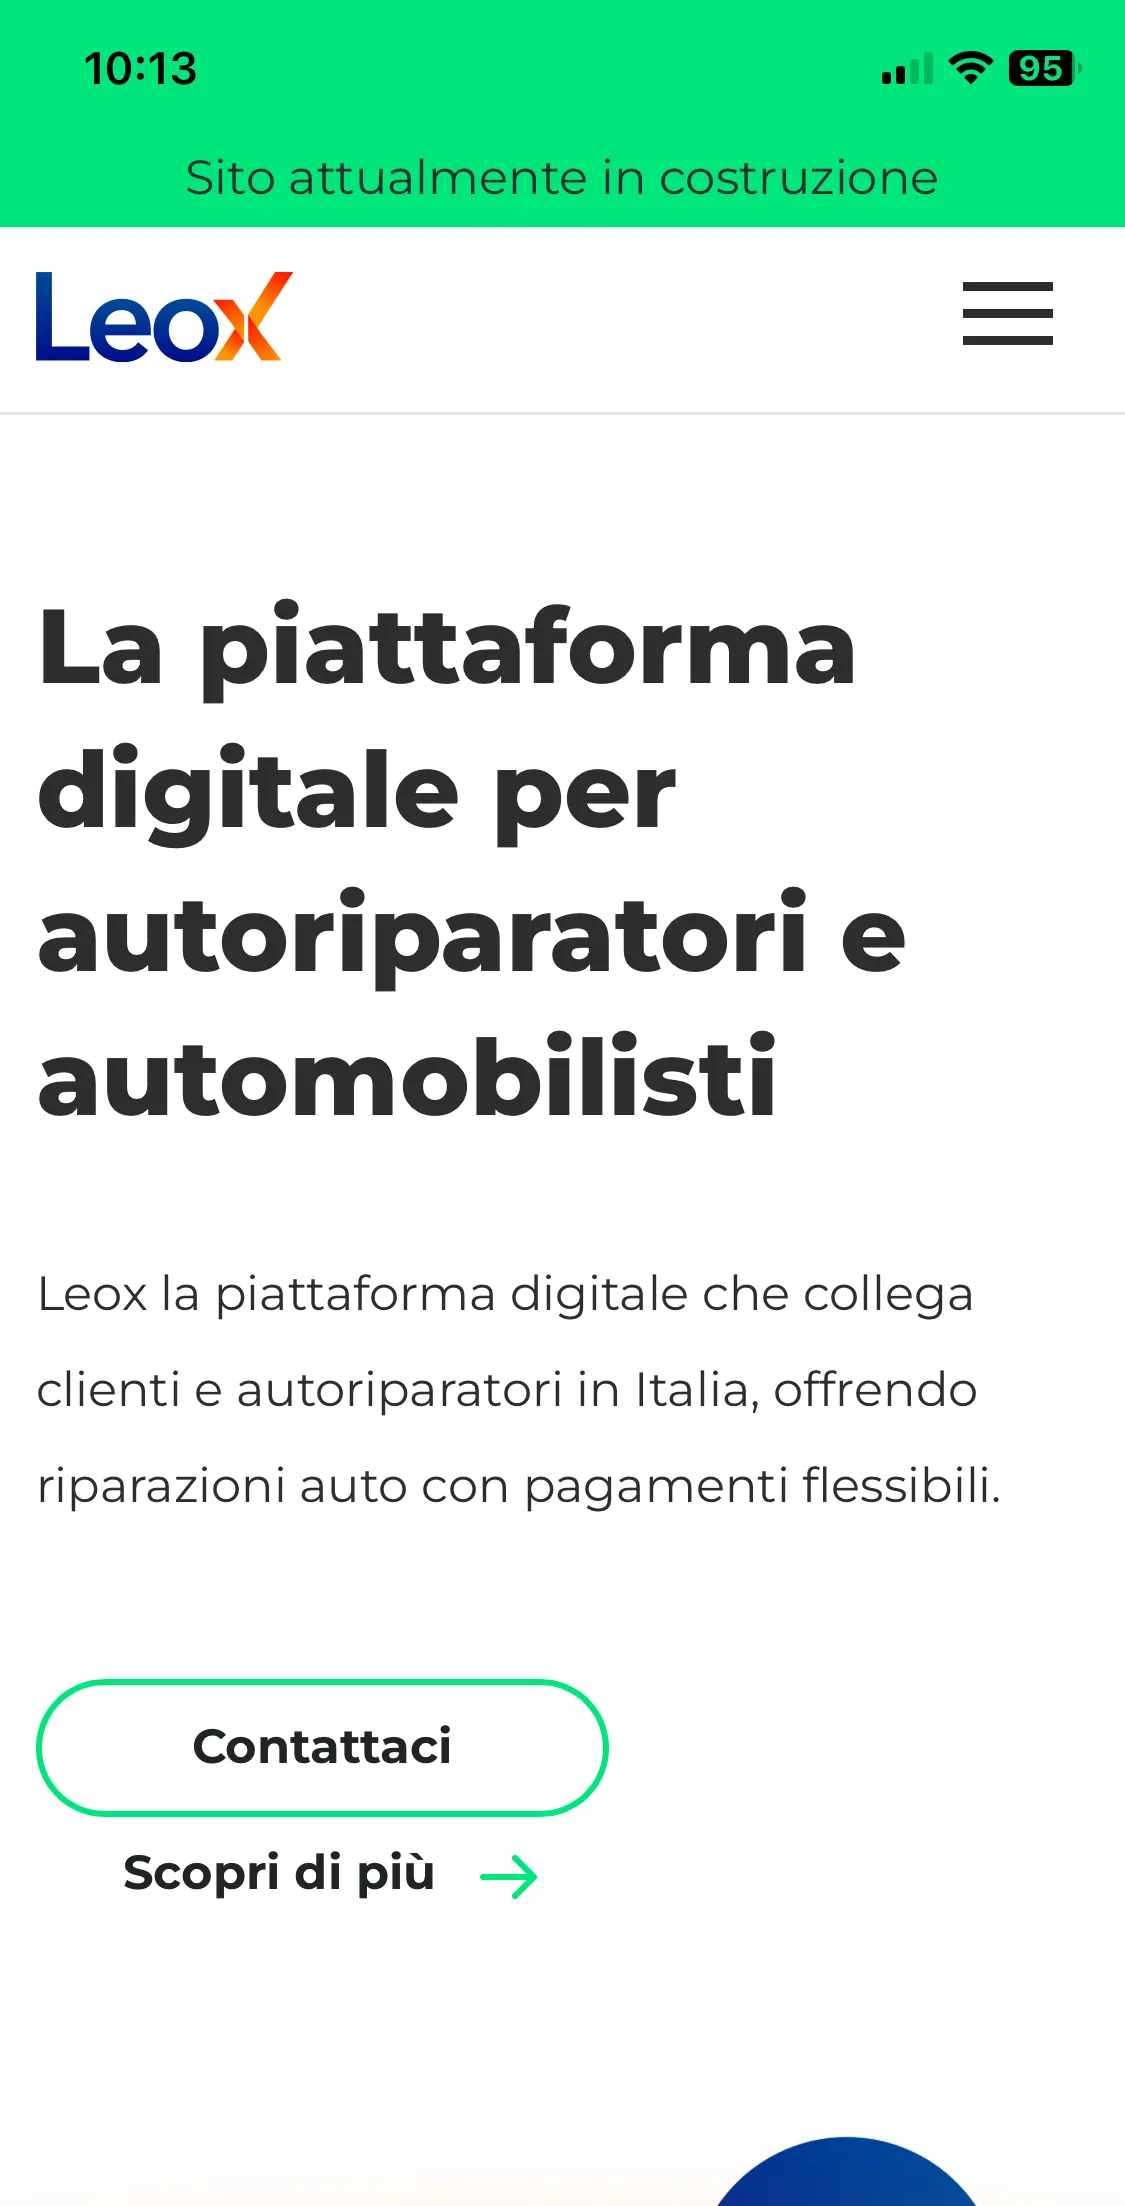 10:13
95
Sito attualmente in costruzione
Leox
La piattaforma
digitale per
autoriparatori e
automobilisti
Leox la piattaforma digitale che collega
clienti e autoriparatori in Italia, offrendo
riparazioni auto con pagamenti flessibili.
Contattaci
Scopri di più